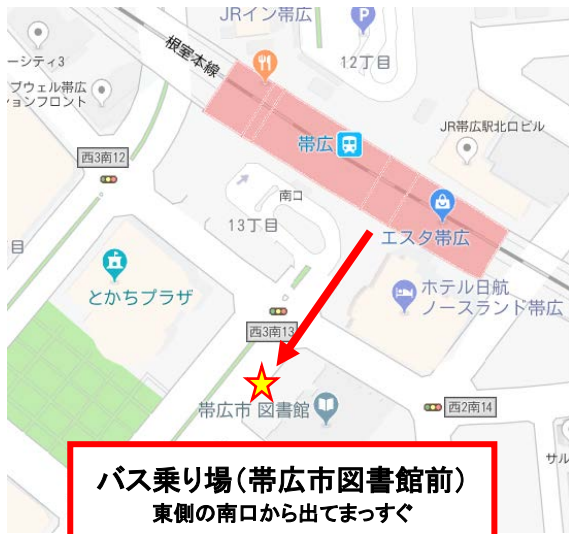 JRイン帯広
12丁目
ーシティ3
ブウェル帯広
ションフロント
根室本線
JR帯広駅北口ビル
帯広
西3南12
南口
13丁目
エスタ帯広
目
とかちプラザ
ホテル日航
ノースランド帯広
西3南13
帯広市 図書館
西2南14
サル
バス乗り場(帯広市図書館前)
東側の南口から出てまっすぐ